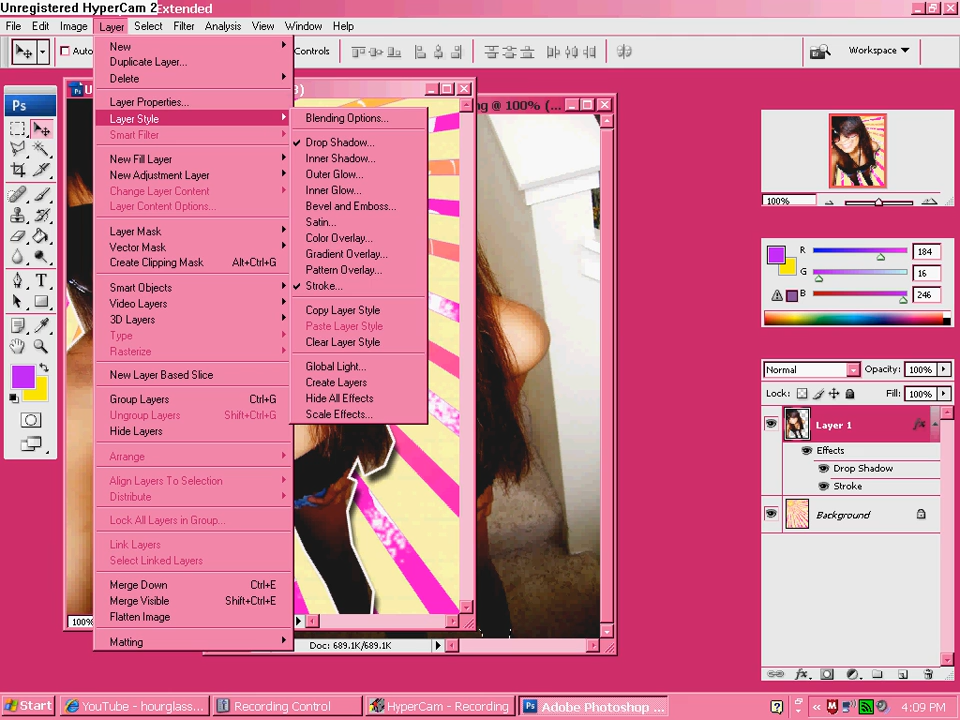 Unregistered HyperCam 2 Extended
File Edit Image Layer Select Filter Analysis View Window Help
Auto Controls Workspace
New
Duplicate Layer...
Delete
Layer Properties...
Layer Style
Smart Filter
New Fill Layer
New Adjustment Layer
Change Layer Content
Layer Content Options...
Layer Mask
Vector Mask
Create Clipping Mask Alt+Ctrl+G
Smart Objects
Video Layers
3D Layers
Type
Rasterize
New Layer Based Slice
Group Layers Ctrl+G
Ungroup Layers Shift+Ctrl+G
Hide Layers
Arrange
Align Layers To Selection
Distribute
Lock All Layers in Group...
Link Layers
Select Linked Layers
Merge Down Ctrl+E
Merge Visible Shift+Ctrl+E
Flatten Image
Matting
Blending Options...
Drop Shadow...
Inner Shadow...
Outer Glow...
Inner Glow...
Bevel and Emboss...
Satin...
Color Overlay...
Gradient Overlay...
Pattern Overlay...
Stroke...
Copy Layer Style
Paste Layer Style
Clear Layer Style
Global Light...
Create Layers
Hide All Effects
Scale Effects...
Ps
ng @ 100% (...
100%
Doc: 689.1K/689.1K
100%
R 184
G 16
B 246
Normal Opacity: 100%
Lock: Fill: 100%
Layer 1 fx
Effects
Drop Shadow
Stroke
Background
fx
Start YouTube - hourglass... Recording Control HyperCam - Recording Ps Adobe Photoshop ... 4:09 PM